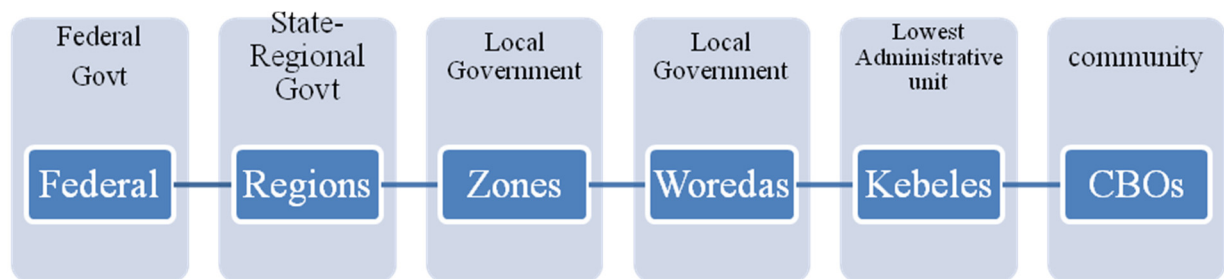 Federal
Govt
State-
Regional
Govt
Local
Government
Local
Government
Lowest
Administrative
unit
community
Federal
Regions
Zones
Woredas
Kebeles
CBOs